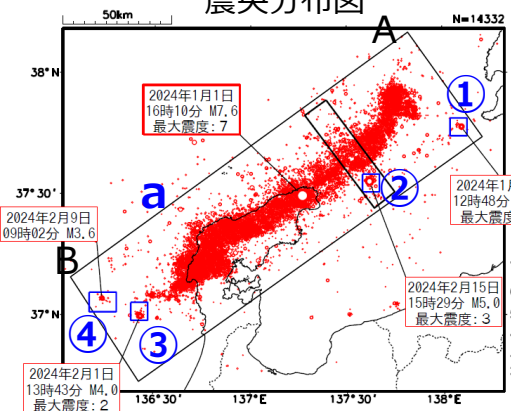 震央分布図
50km
N=14332
A
38°N
①
2024年1月1日
16時10分 M7.6
最大震度:7
a
②
37°30'
2024年1月
12時48分
最大震度
2024年2月9日
09時02分 M3.6
B
2024年2月15日
15時29分 M5.0
最大震度:3
37°N
④
③
2024年2月1日
13時43分 M4.0
最大震度:2
136°30'
137°E
137°30'
138°E